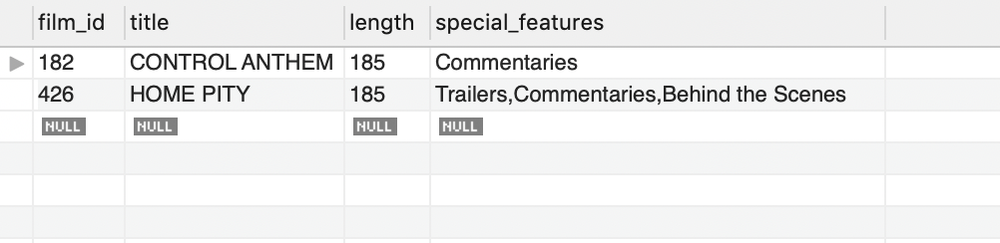 film_id title length special_features
182 CONTROL ANTHEM 185 Commentaries
426 HOME PITY 185 Trailers,Commentaries,Behind the Scenes
NULL NULL NULL NULL